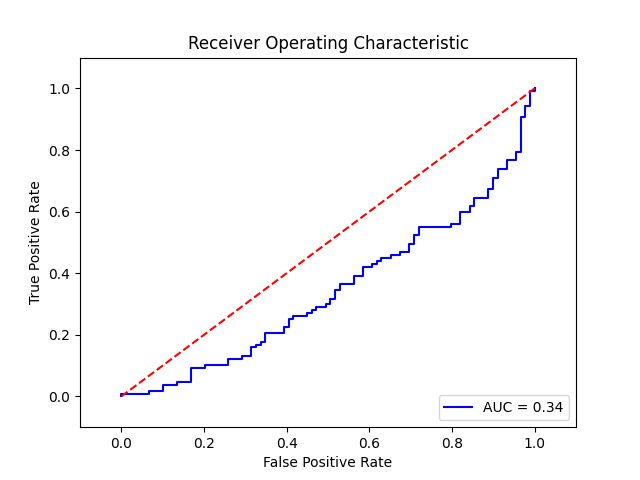 Receiver Operating Characteristic
True Positive Rate
1.0
0.8
0.6
0.4
0.2
0.0
AUC = 0.34
0.0 0.2 0.4 0.6 0.8 1.0
False Positive Rate